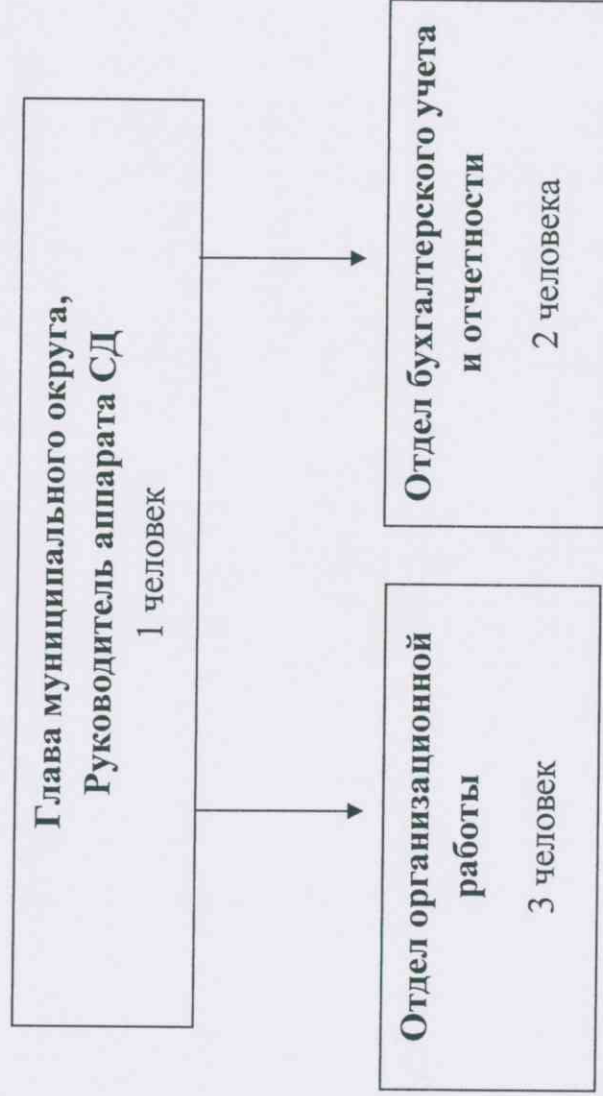 Глава муниципального округа,
Руководитель аппарата СД
1 человек
Отдел организационной
работы
3 человек
Отдел бухгалтерского учета
и отчетности
2 человека